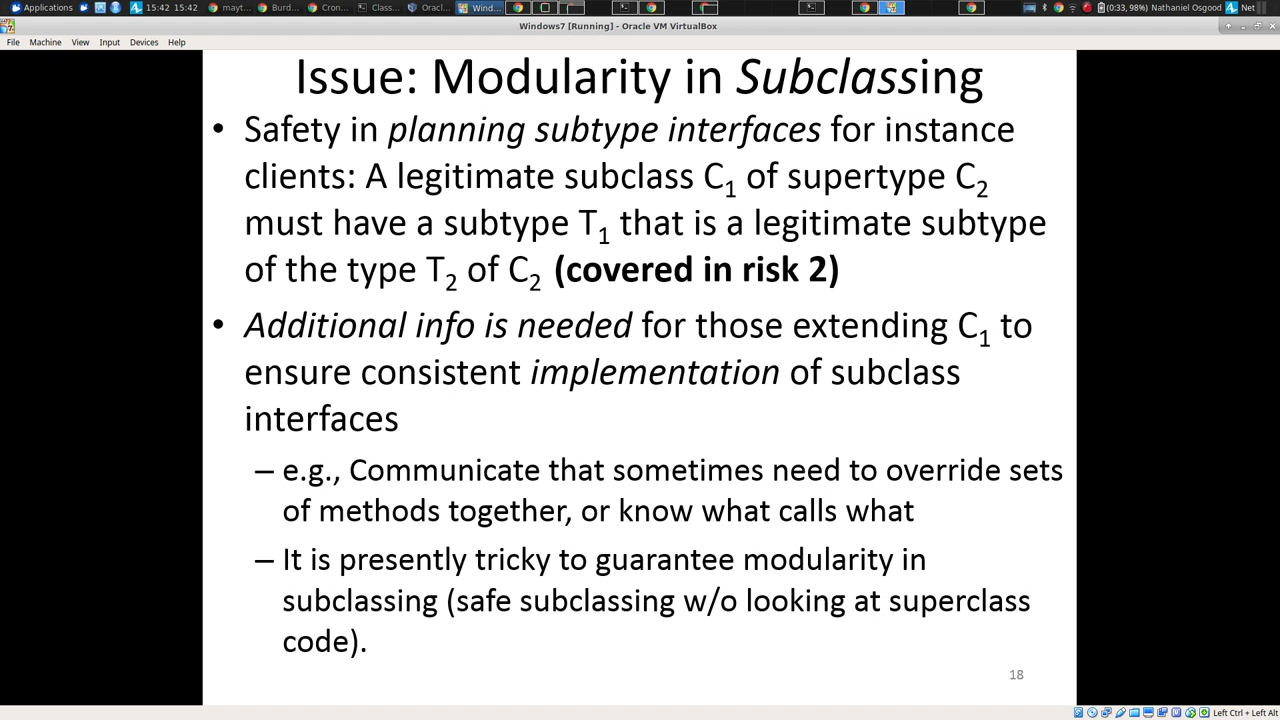 Applications 15:42 15:42 mayt... Burd... Cron... Class... Oracl... Wind... (0:33, 98%) Nathaniel Osgood Net
Windows7 [Running] - Oracle VM VirtualBox
File Machine View Input Devices Help
Issue: Modularity in Subclassing
• Safety in planning subtype interfaces for instance
clients: A legitimate subclass C1 of supertype C2
must have a subtype T1 that is a legitimate subtype
of the type T2 of C2 (covered in risk 2)
• Additional info is needed for those extending C1 to
ensure consistent implementation of subclass
interfaces
– e.g., Communicate that sometimes need to override sets
of methods together, or know what calls what
– It is presently tricky to guarantee modularity in
subclassing (safe subclassing w/o looking at superclass
code).
18
Left Ctrl + Left Alt